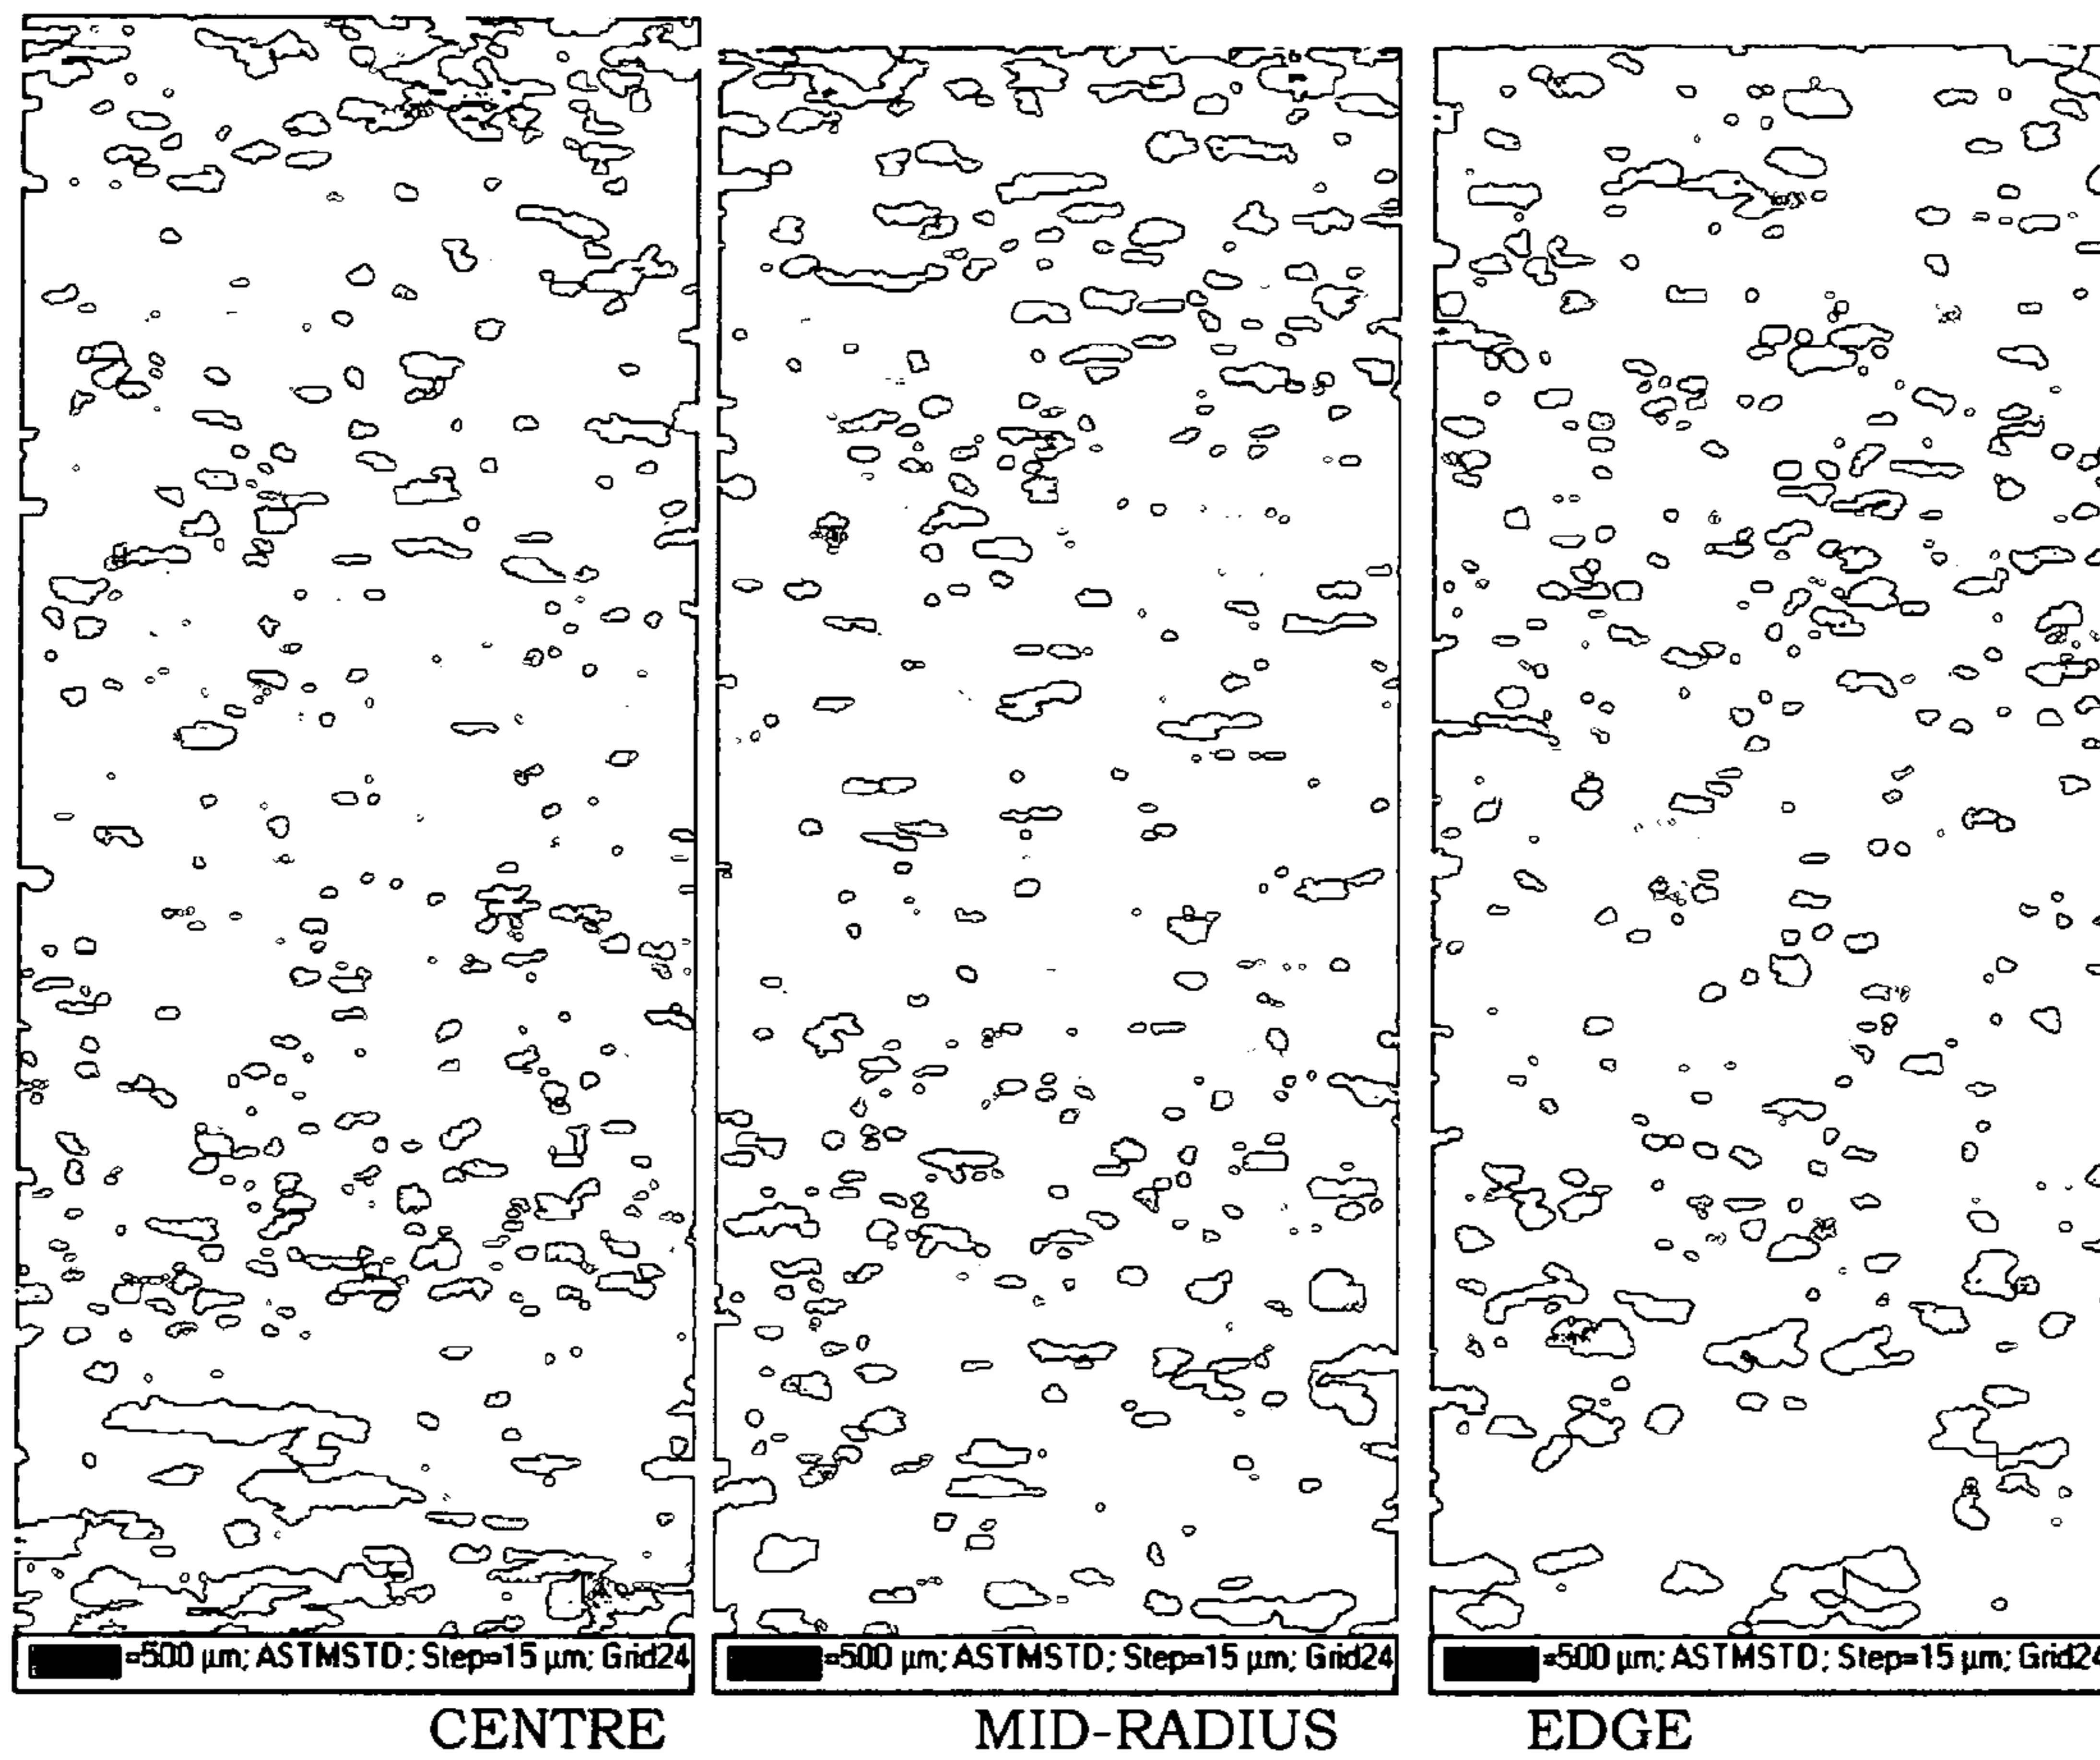 =500 µm; ASTMSTD; Step=15 µm; Grid24
=500 µm; ASTMSTD; Step=15 µm; Grid24
=500 µm; ASTMSTD; Step=15 µm; Grid24
CENTRE
MID-RADIUS
EDGE